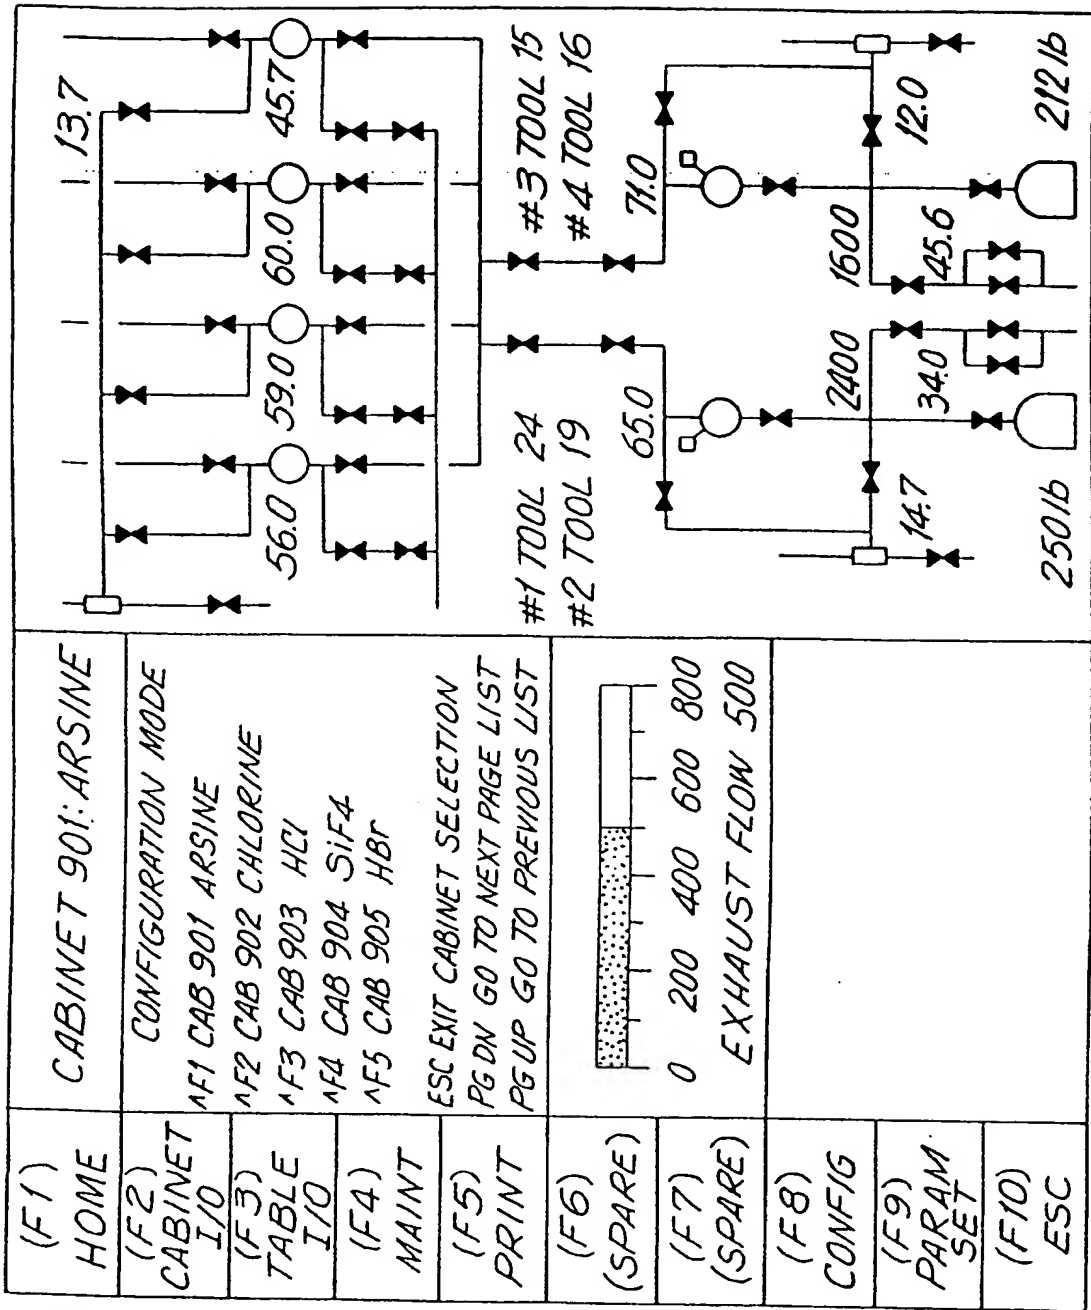 (F1)
HOME
(F2)
CABINET
I/O
(F3)
TABLE
I/O
(F4)
MAINT
(F5)
PRINT
(F6)
(SPARE)
(F7)
(SPARE)
(F8)
CONFIG
(F9)
PARAM
SET
(F10)
ESC
CABINET 901: ARSINE
CONFIGURATION MODE
^F1 CAB 901 ARSINE
^F2 CAB 902 CHLORINE
^F3 CAB 903 HCl
^F4 CAB 904 SiF4
^F5 CAB 905 HBr
ESC EXIT CABINET SELECTION
PG DN GO TO NEXT PAGE LIST
PG UP GO TO PREVIOUS LIST
0 200 400 600 800
EXHAUST FLOW 500
13.7
56.0 59.0 60.0 45.7
#1 TOOL 24
#2 TOOL 19
#3 TOOL 15
#4 TOOL 16
65.0 71.0
2400 1600
14.7 34.0 45.6 12.0
250 lb 212 lb